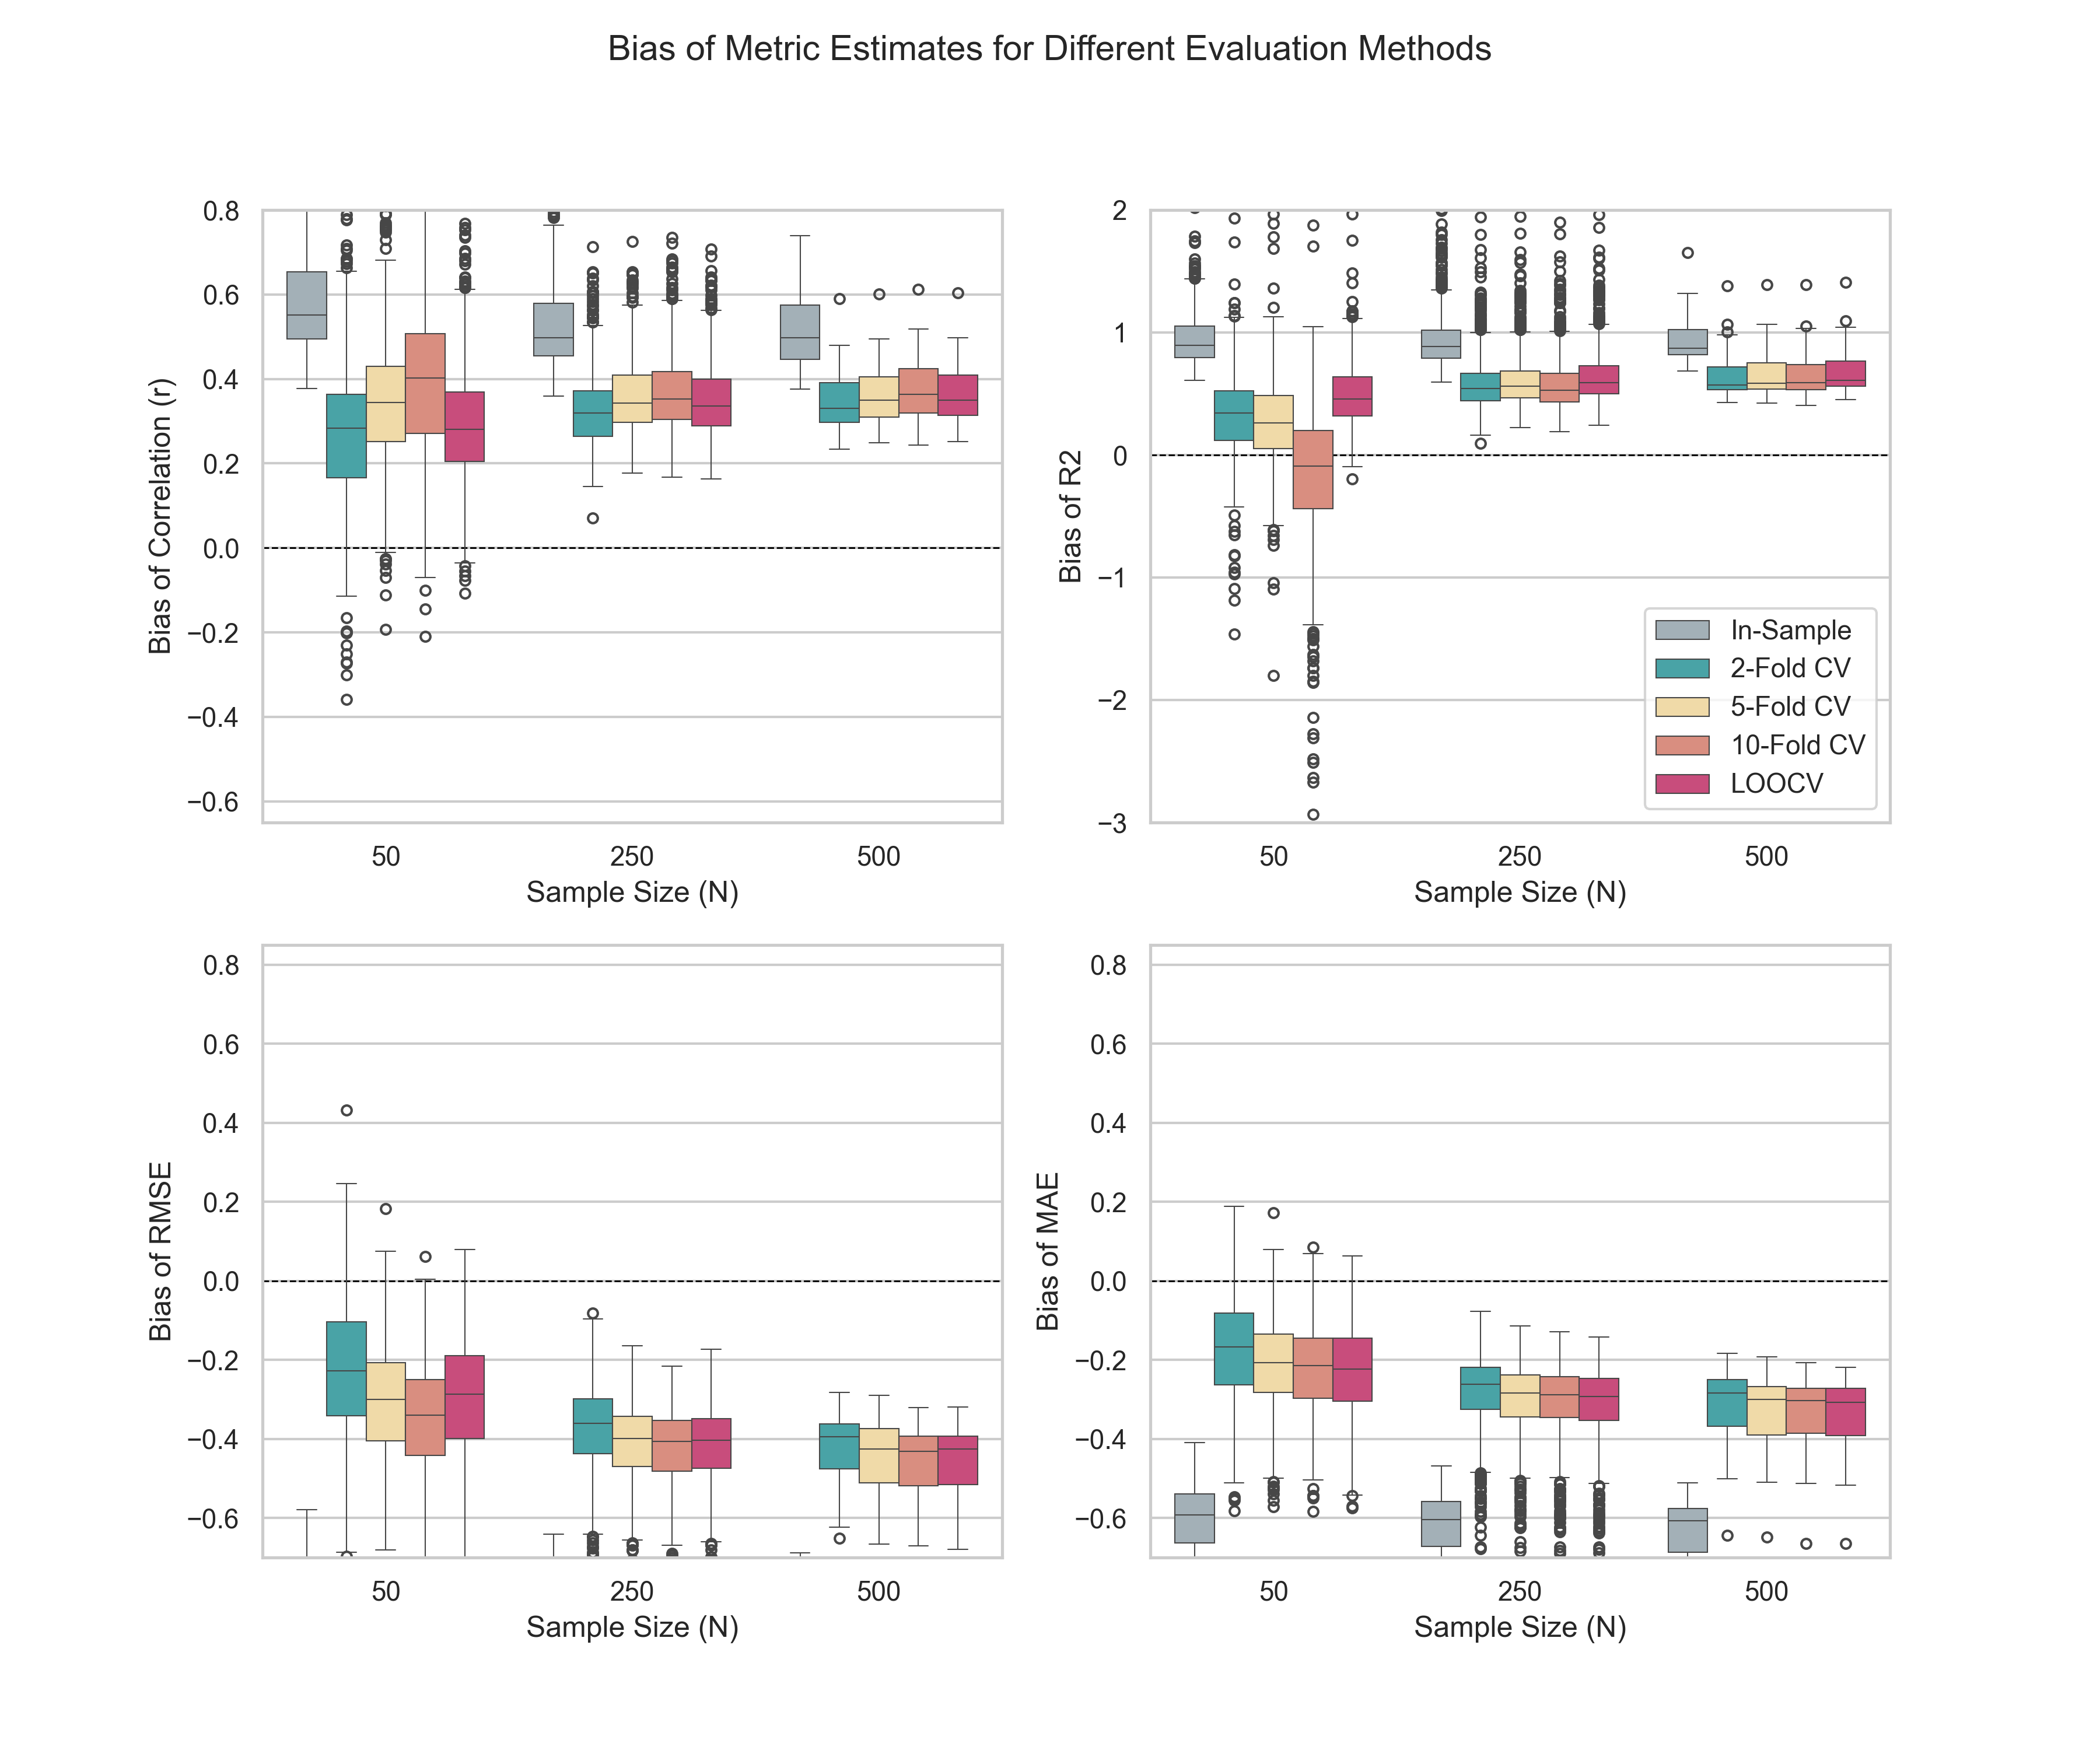 Bias of Metric Estimates for Different Evaluation Methods
Bias of Correlation (r)
0.8
0.6
0.4
0.2
0.0
−0.2
−0.4
−0.6
50 250 500
Sample Size (N)
Bias of R2
2
1
0
−1
−2
−3
In-Sample
2-Fold CV
5-Fold CV
10-Fold CV
LOOCV
50 250 500
Sample Size (N)
Bias of RMSE
0.8
0.6
0.4
0.2
0.0
−0.2
−0.4
−0.6
50 250 500
Sample Size (N)
Bias of MAE
0.8
0.6
0.4
0.2
0.0
−0.2
−0.4
−0.6
50 250 500
Sample Size (N)